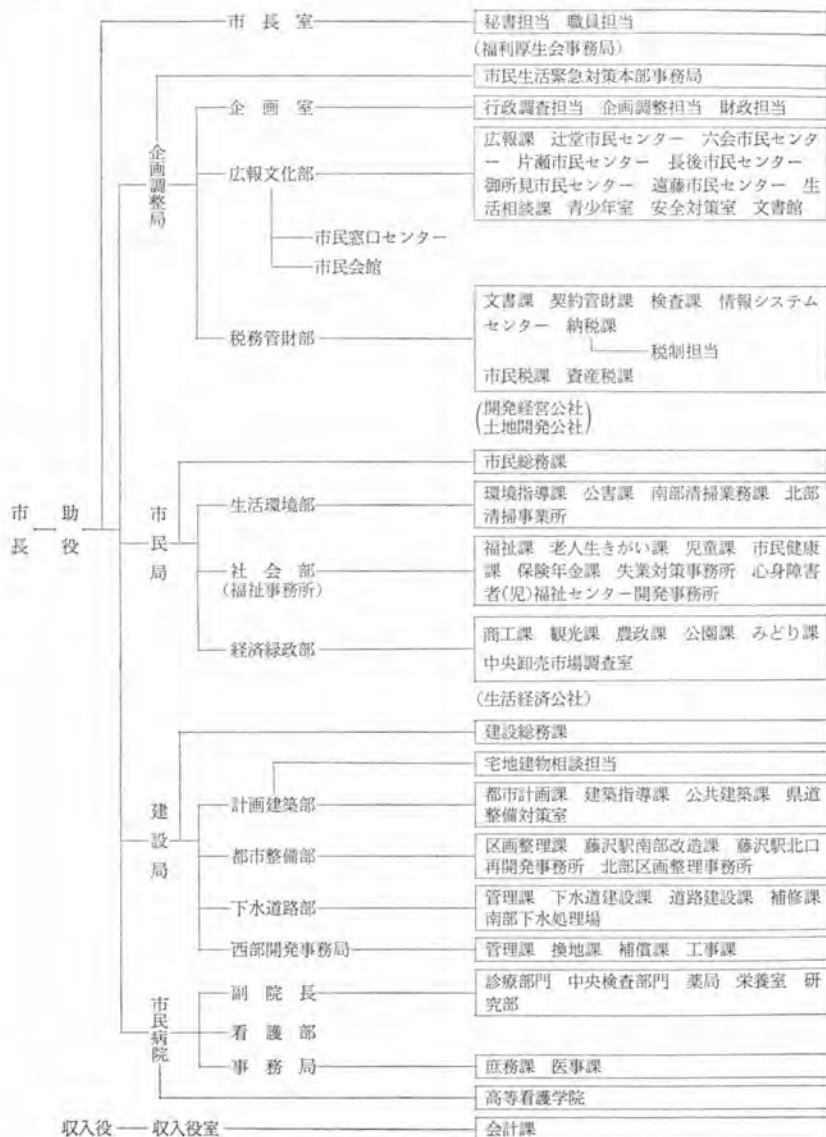 市長室
秘書担当 職員担当
(福利厚生会事務局)
市民生活緊急対策本部事務局
企画調整局
企画室
行政調査担当 企画調整担当 財政担当
広報文化部
広報課 辻堂市民センター 六会市民センタ
ー 片瀬市民センター 長後市民センター
御所見市民センター 遠藤市民センター 生
活相談課 青少年室 安全対策室 文書館
市民窓口センター
市民会館
税務管財部
文書課 契約管財課 検査課 情報システム
センター 納税課
税制担当
市民税課 資産税課
(開発経営公社
土地開発公社)
市長
助役
市民局
市民総務課
生活環境部
環境指導課 公害課 南部清掃業務課 北部
清掃事業所
社会部
(福祉事務所)
福祉課 老人生きがい課 児童課 市民健康
課 保険年金課 失業対策事務所 心身障害
者(児)福祉センター開発事務所
経済緑政部
商工課 観光課 農政課 公園課 みどり課
中央卸売市場調査室
(生活経済公社)
建設局
建設総務課
宅地建物相談担当
計画建築部
都市計画課 建築指導課 公共建築課 県道
整備対策室
都市整備部
区画整理課 藤沢駅南部改造課 藤沢駅北口
再開発事務所 北部区画整理事務所
下水道路部
管理課 下水道建設課 道路建設課 補修課
南部下水処理場
西部開発事務局
管理課 換地課 補償課 工事課
市民病院
副院長
診療部門 中央検査部門 薬局 栄養室 研
究部
看護部
事務局
庶務課 医事課
高等看護学院
収入役
収入役室
会計課